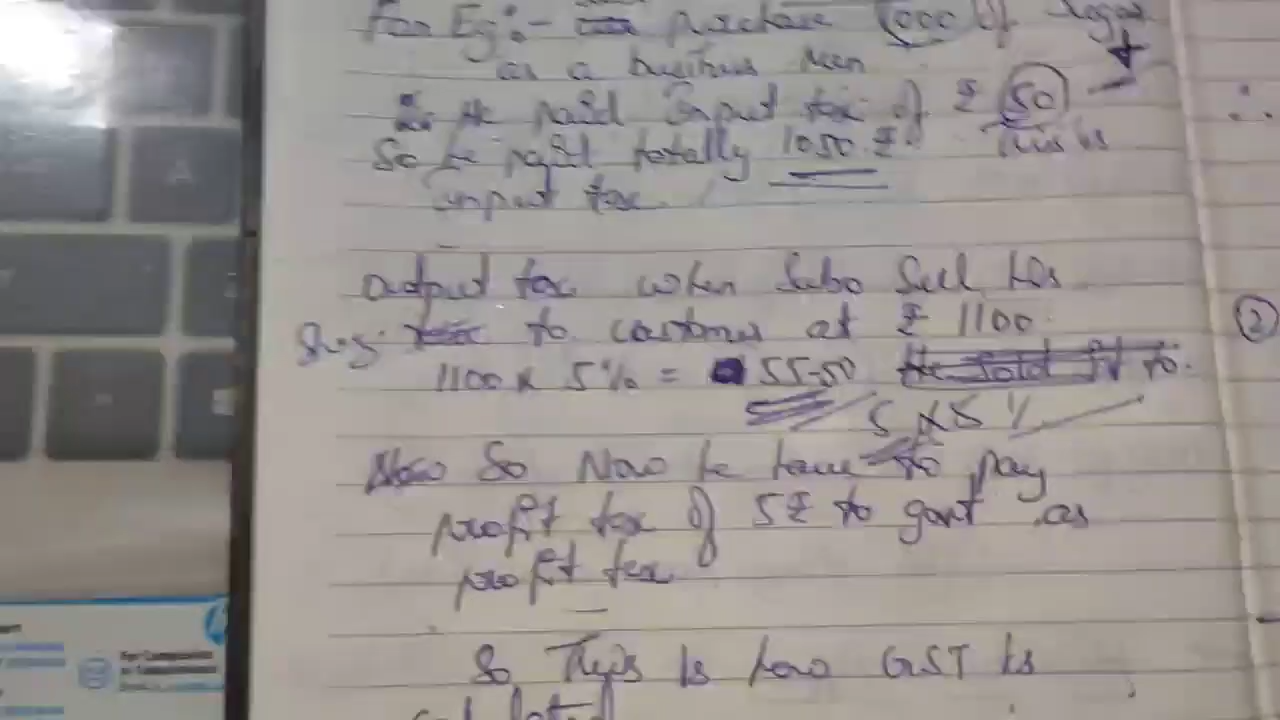 For Eg:- purchase 1000 of sugar
as a business man
He paid input tax of ₹ 50
This is
So he paid totally 1050 ₹.
input tax.
output tax when Sabo Sell his
to customer at ₹ 1100
2
1100 x 5% = 55-50
5 x 5 %
So Now he have to pay
profit tax of 5₹ to govt as
profit tax
So This is how GST is
calculated